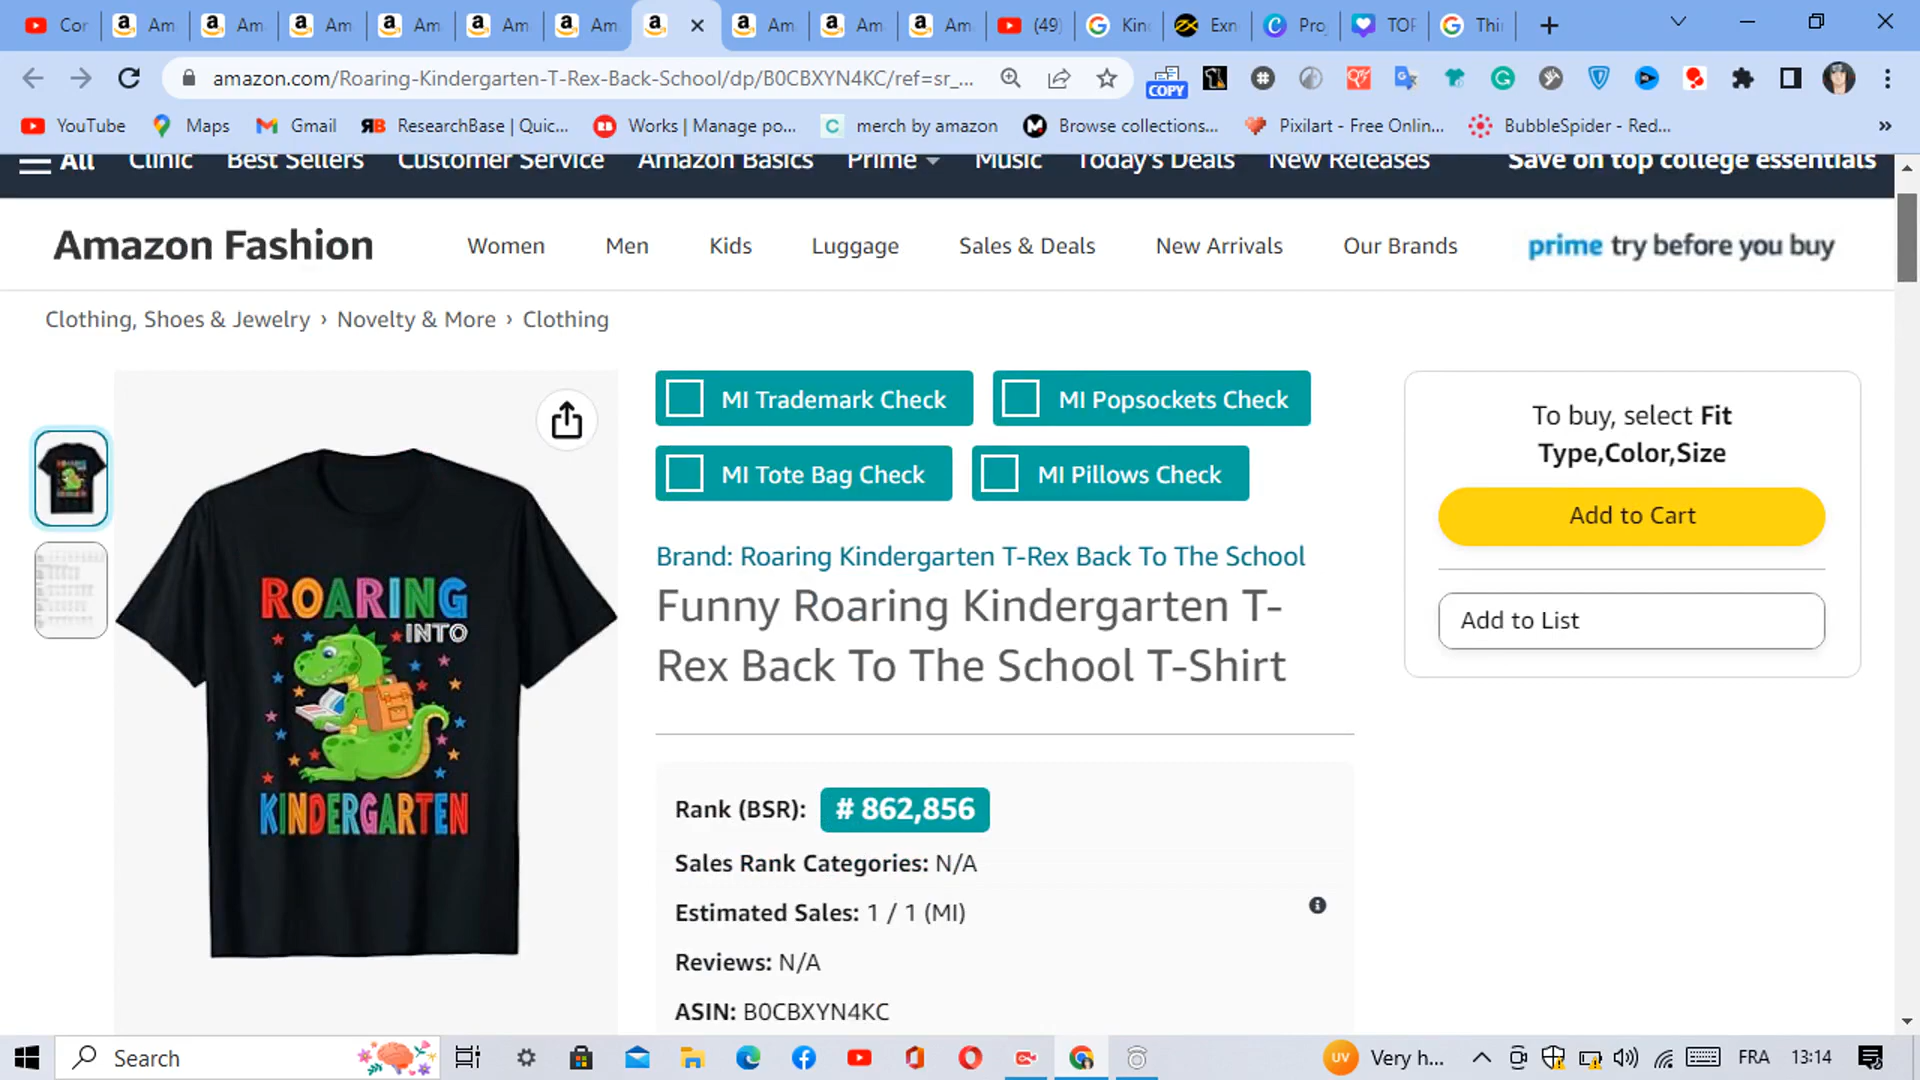 Cor
Am
Am
Am
Am
Am
Am
Am
Am
Am
(49)
Kin
Exn
Pro
TOP
Thi
amazon.com/Roaring-Kindergarten-T-Rex-Back-School/dp/B0CBXYN4KC/ref=sr_...
COPY
YouTube
Maps
Gmail
ResearchBase | Quic...
Works | Manage po...
merch by amazon
Browse collections...
Pixilart - Free Onlin...
BubbleSpider - Red...
»
All
Clinic
Best Sellers
Customer Service
Amazon Basics
Prime
Music
Today's Deals
New Releases
Save on top college essentials
Amazon Fashion
Women
Men
Kids
Luggage
Sales & Deals
New Arrivals
Our Brands
prime try before you buy
Clothing, Shoes & Jewelry › Novelty & More › Clothing
ROARING
INTO
KINDERGARTEN
MI Trademark Check
MI Popsockets Check
MI Tote Bag Check
MI Pillows Check
Brand: Roaring Kindergarten T-Rex Back To The School
Funny Roaring Kindergarten T-
Rex Back To The School T-Shirt
Rank (BSR): # 862,856
Sales Rank Categories: N/A
Estimated Sales: 1 / 1 (MI)
Reviews: N/A
ASIN: B0CBXYN4KC
To buy, select Fit
Type,Color,Size
Add to Cart
Add to List
Search
UV
Very h...
FRA
13:14